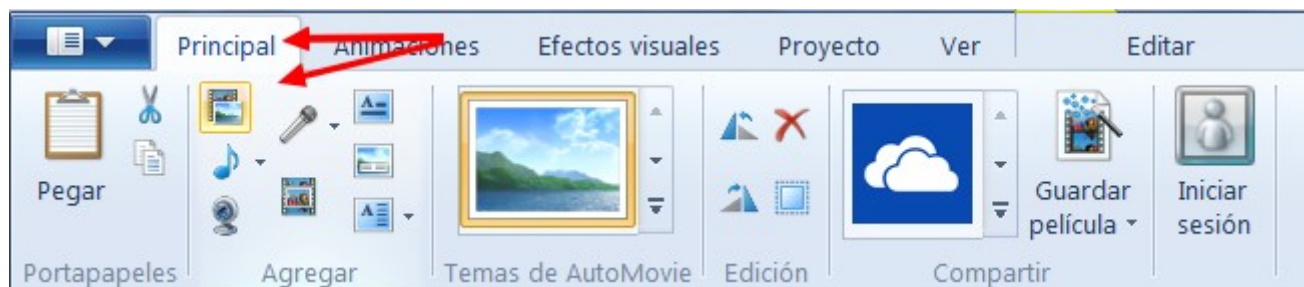 Principal Animaciones Efectos visuales Proyecto Ver Editar
Pegar
Guardar película
Iniciar sesión
Portapapeles Agregar Temas de AutoMovie Edición Compartir